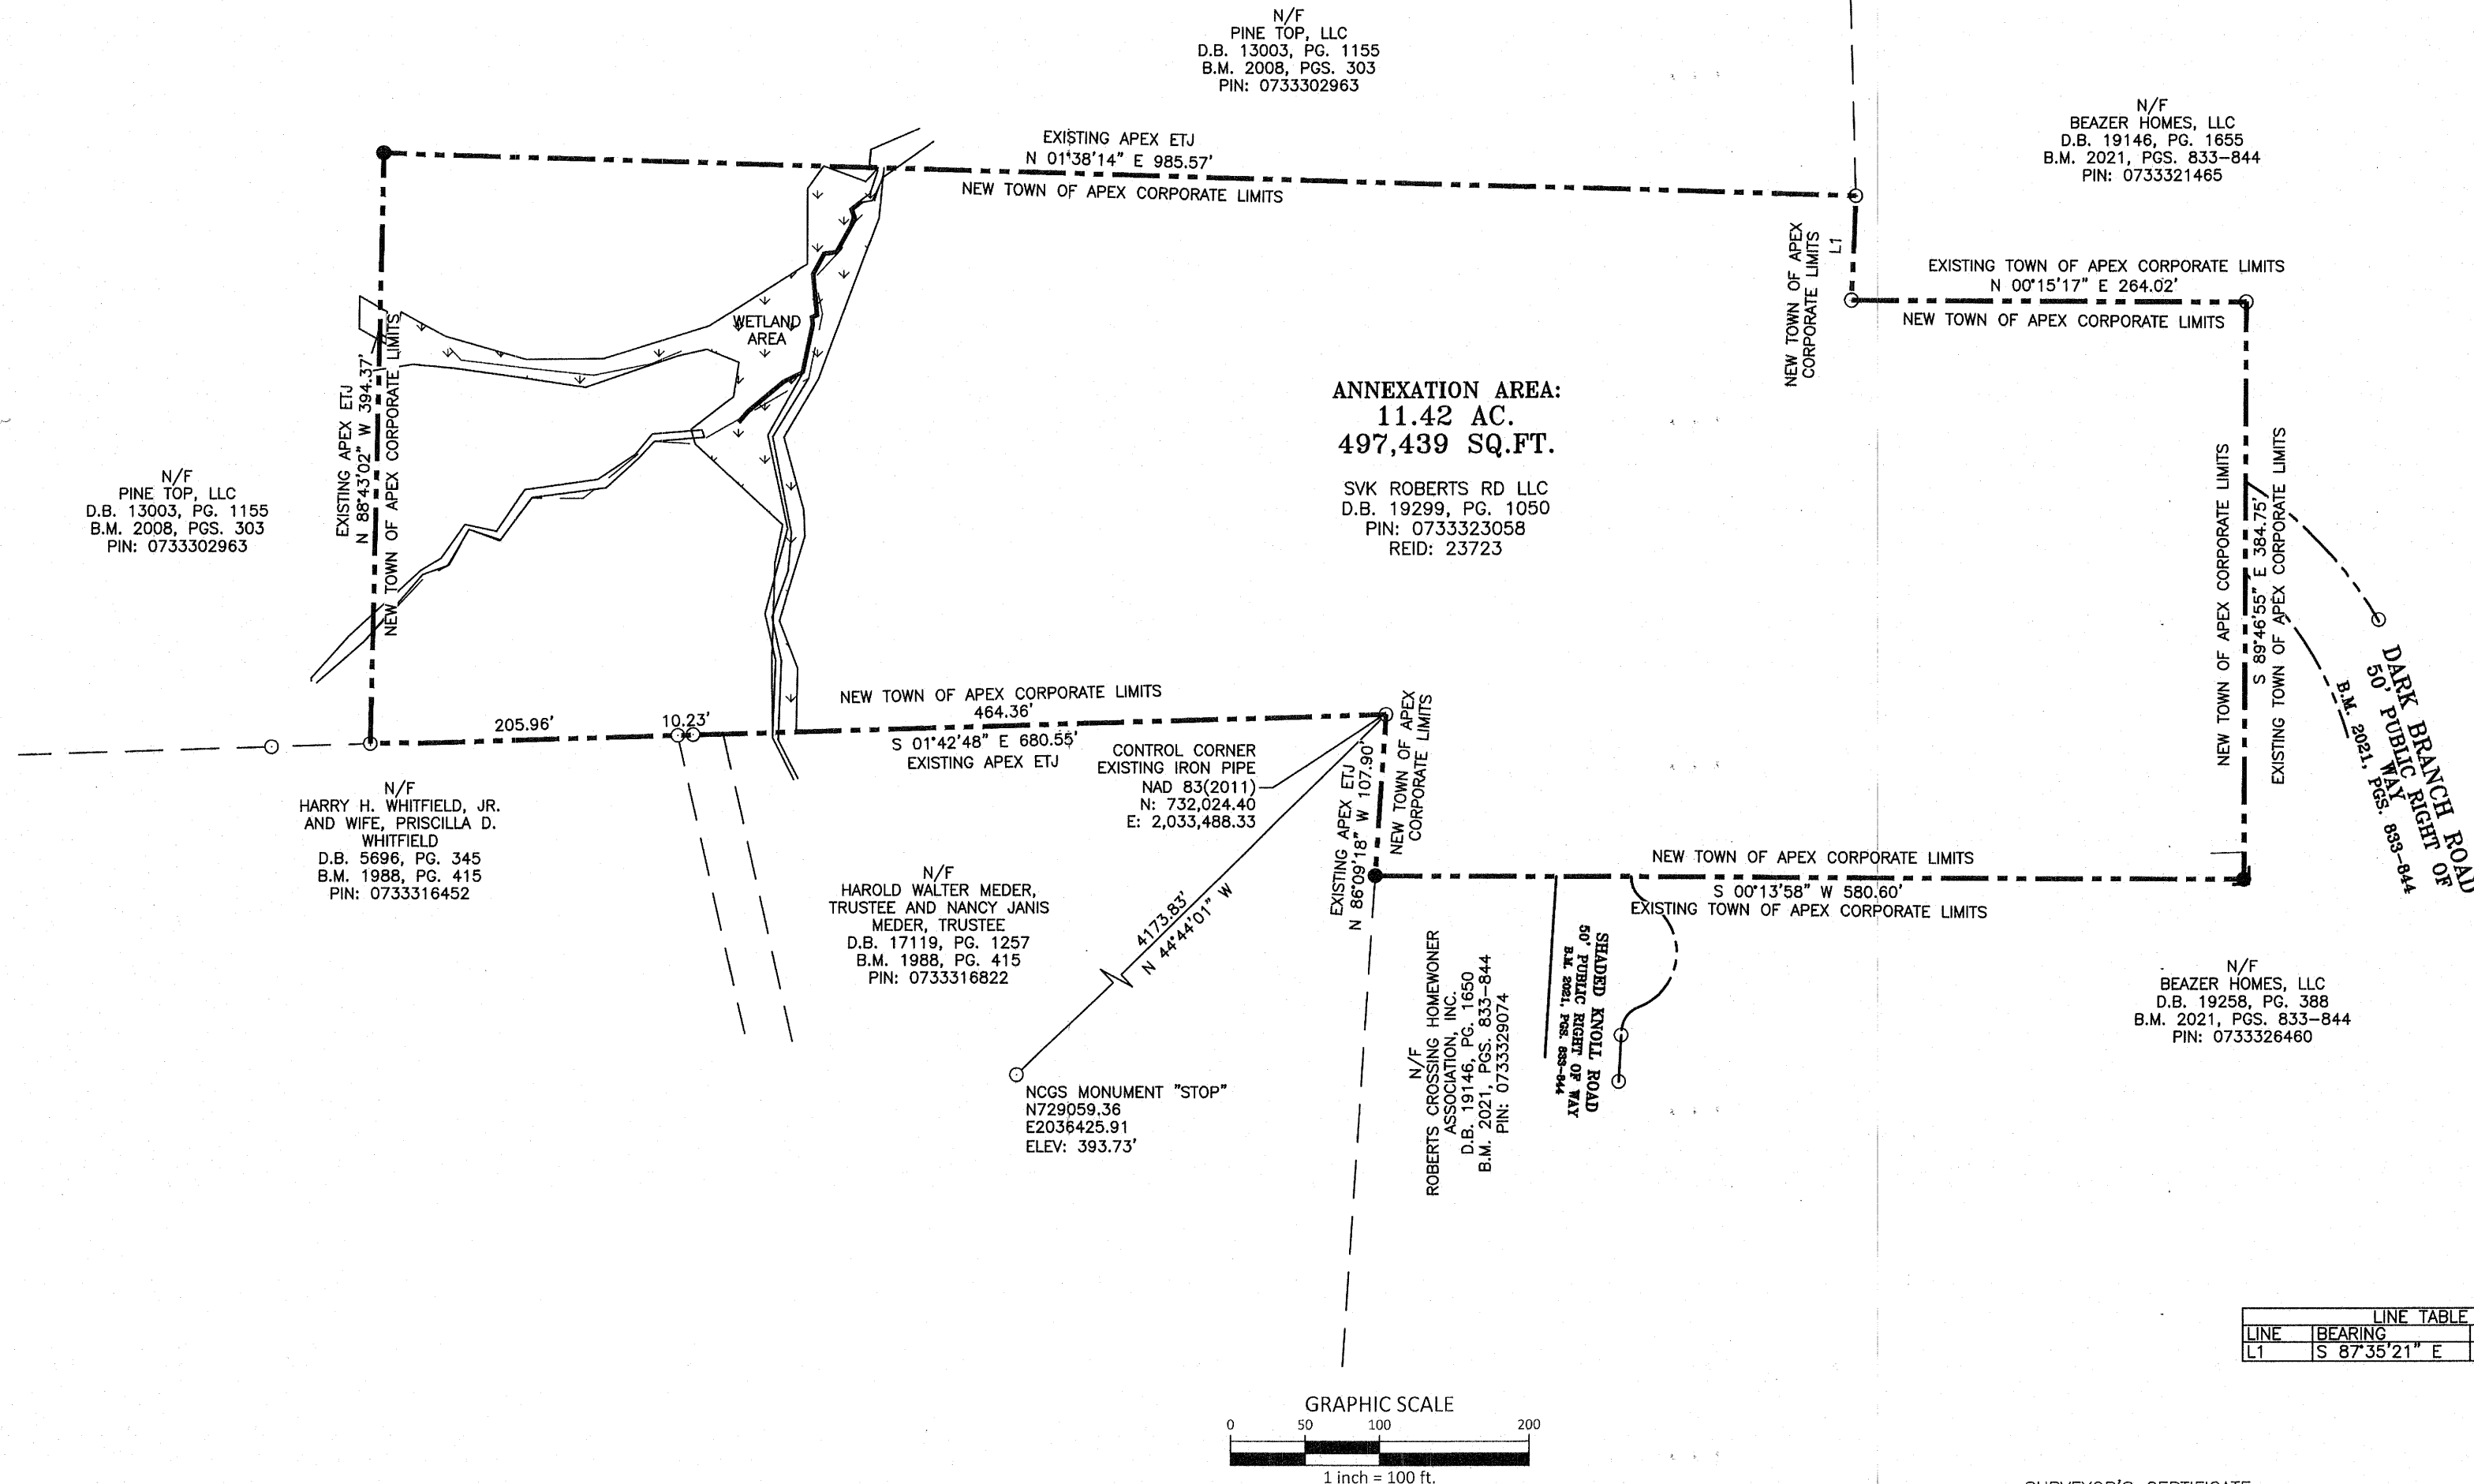 N/F
PINE TOP, LLC
D.B. 13003, PG. 1155
B.M. 2008, PGS. 303
PIN: 0733302963
N/F
BEAZER HOMES, LLC
D.B. 19146, PG. 1655
B.M. 2021, PGS. 833-844
PIN: 0733321465
EXISTING APEX ETJ
N 01°38'14" E 985.57'
NEW TOWN OF APEX CORPORATE LIMITS
NEW TOWN OF APEX
CORPORATE LIMITS
L1
EXISTING TOWN OF APEX CORPORATE LIMITS
N 00°15'17" E 264.02'
NEW TOWN OF APEX CORPORATE LIMITS
WETLAND
AREA
EXISTING APEX ETJ
N 88°43'02" W 394.37'
NEW TOWN OF APEX CORPORATE LIMITS
ANNEXATION AREA:
11.42 AC.
497,439 SQ.FT.
SVK ROBERTS RD LLC
D.B. 19299, PG. 1050
PIN: 0733323058
REID: 23723
N/F
PINE TOP, LLC
D.B. 13003, PG. 1155
B.M. 2008, PGS. 303
PIN: 0733302963
NEW TOWN OF APEX CORPORATE LIMITS
S 89°46'55" E 384.75'
EXISTING TOWN OF APEX CORPORATE LIMITS
DARK BRANCH ROAD
50' PUBLIC RIGHT OF
WAY
B.M. 2021, PGS. 833-844
NEW TOWN OF APEX CORPORATE LIMITS
205.96'
10.23'
464.36'
S 01°42'48" E 680.55'
EXISTING APEX ETJ
CONTROL CORNER
EXISTING IRON PIPE
NAD 83(2011)
N: 732,024.40
E: 2,033,488.33
EXISTING APEX ETJ
N 86°09'18" W 107.90'
NEW TOWN OF APEX
CORPORATE LIMITS
N/F
HARRY H. WHITFIELD, JR.
AND WIFE, PRISCILLA D.
WHITFIELD
D.B. 5696, PG. 345
B.M. 1988, PG. 415
PIN: 0733316452
N/F
HAROLD WALTER MEDER,
TRUSTEE AND NANCY JANIS
MEDER, TRUSTEE
D.B. 17119, PG. 1257
B.M. 1988, PG. 415
PIN: 0733316822
4173.83'
N 44°44'01" W
NEW TOWN OF APEX CORPORATE LIMITS
S 00°13'58" W 580.60'
EXISTING TOWN OF APEX CORPORATE LIMITS
N/F
ROBERTS CROSSING HOMEWONER
ASSOCIATION, INC.
D.B. 19146, PG. 1650
B.M. 2021, PGS. 833-844
PIN: 0733329074
SHADED KNOLL ROAD
50' PUBLIC RIGHT OF WAY
B.M. 2021, PGS. 833-844
N/F
BEAZER HOMES, LLC
D.B. 19258, PG. 388
B.M. 2021, PGS. 833-844
PIN: 0733326460
NCGS MONUMENT "STOP"
N729059.36
E2036425.91
ELEV: 393.73'
LINE TABLE
LINE BEARING
L1 S 87°35'21" E
GRAPHIC SCALE
0 50 100 200
1 inch = 100 ft.